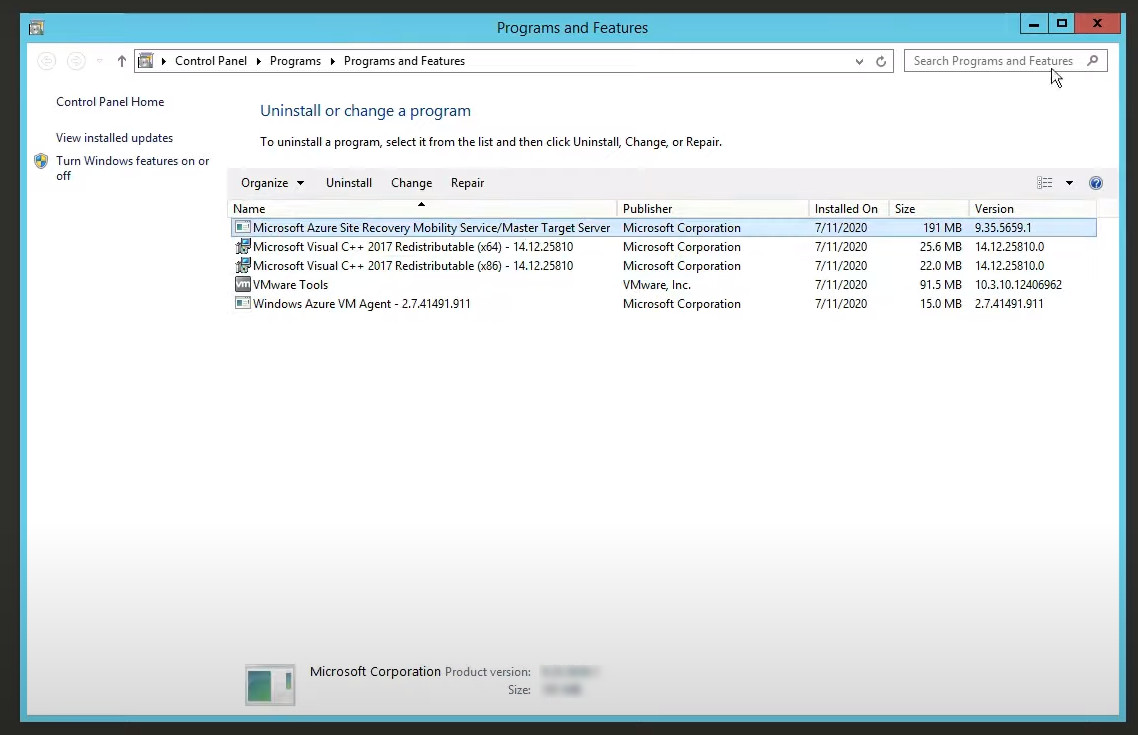 Programs and Features
Control Panel Programs Programs and Features
Search Programs and Features
Control Panel Home
View installed updates
Turn Windows features on or
off
Uninstall or change a program
To uninstall a program, select it from the list and then click Uninstall, Change, or Repair.
Organize Uninstall Change Repair
Name Publisher Installed On Size Version
Microsoft Azure Site Recovery Mobility Service/Master Target Server Microsoft Corporation 7/11/2020 191 MB 9.35.5659.1
Microsoft Visual C++ 2017 Redistributable (x64) - 14.12.25810 Microsoft Corporation 7/11/2020 25.6 MB 14.12.25810.0
Microsoft Visual C++ 2017 Redistributable (x86) - 14.12.25810 Microsoft Corporation 7/11/2020 22.0 MB 14.12.25810.0
vm VMware Tools VMware, Inc. 7/11/2020 91.5 MB 10.3.10.12406962
Windows Azure VM Agent - 2.7.41491.911 Microsoft Corporation 7/11/2020 15.0 MB 2.7.41491.911
Microsoft Corporation Product version:
Size: